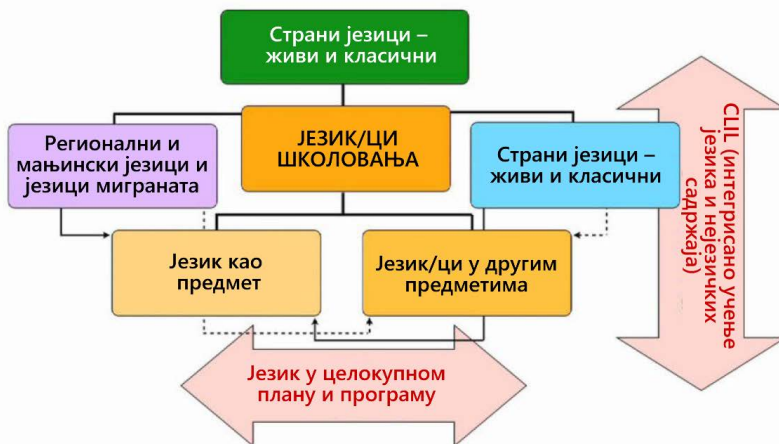 Страни језици –
живи и класични
Регионални и
мањински језици и
језици миграната
ЈЕЗИК/ЦИ
ШКОЛОВАЊА
Страни језици –
живи и класични
CLIL (интегрисано учење
језика и нејезичких
садржаја)
Језик као
предмет
Језик/ци у другим
предметима
Језик у целокупном
плану и програму